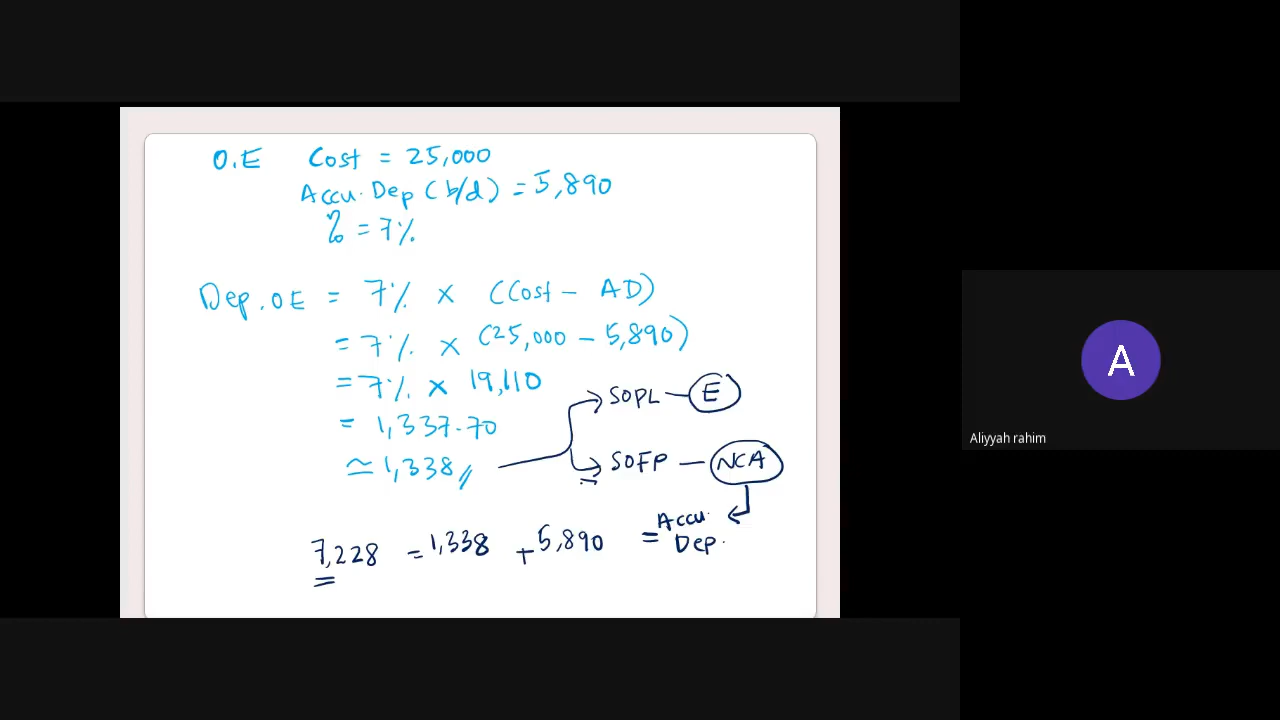 O.E Cost = 25,000
Accu. Dep (b/d) = 5,890
% = 7%
Dep. OE = 7% × (Cost - AD)
= 7% × (25,000 - 5,890)
= 7% × 19,110
= 1,337.70
≃ 1,338 //
SOPL - E
SOFP - NCA
7,228 = 1,338 + 5,890 = Accu. Dep.
A
Aliyyah rahim